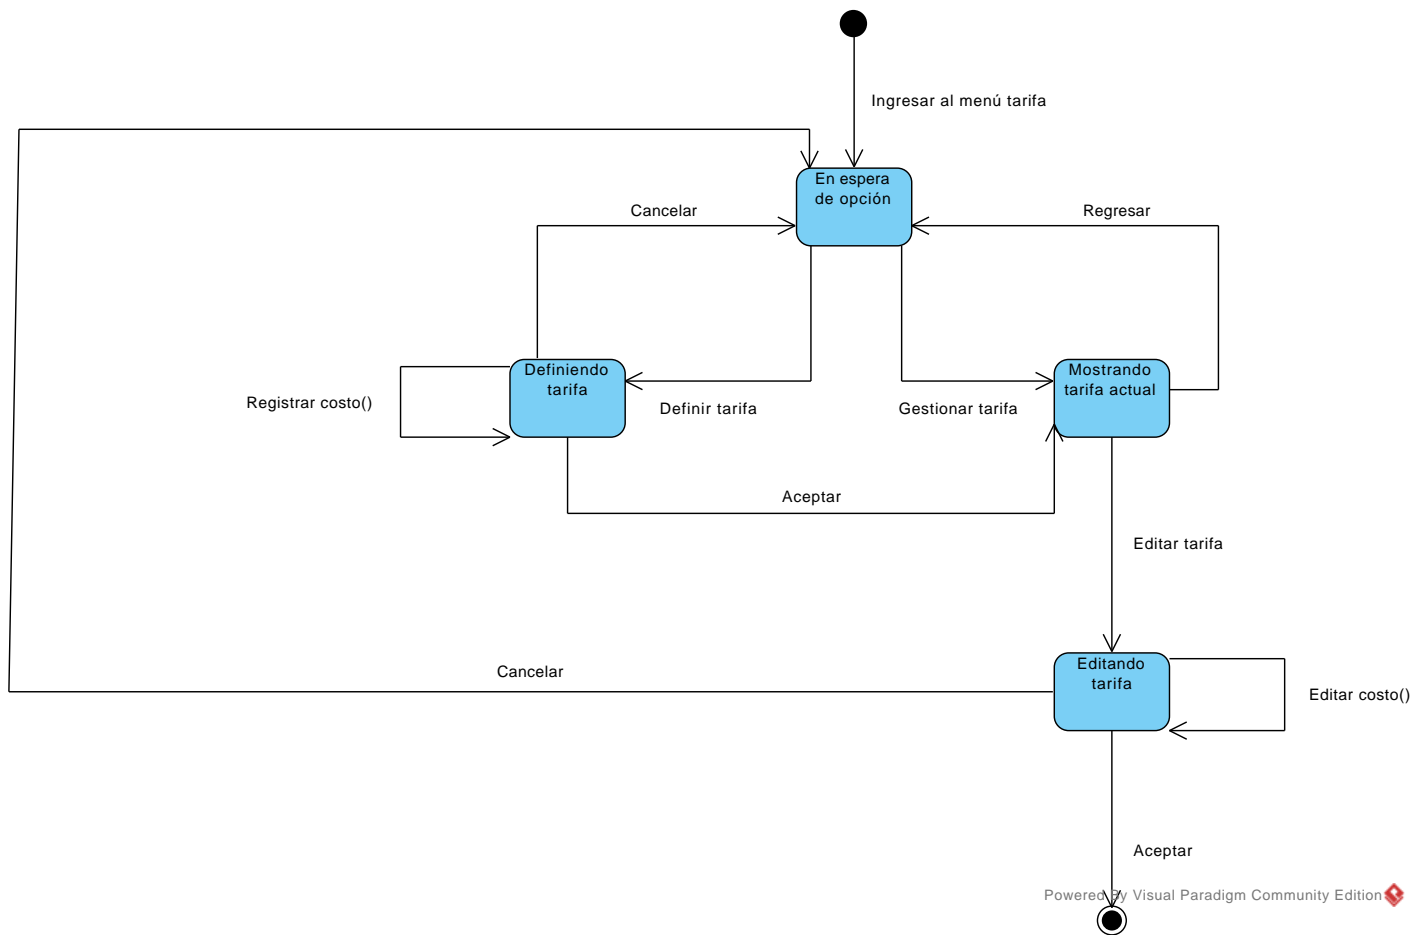 Ingresar al menú tarifa
En espera
de opción
Cancelar
Regresar
Definiendo
tarifa
Mostrando
tarifa actual
Registrar costo()
Definir tarifa
Gestionar tarifa
Aceptar
Editar tarifa
Cancelar
Editando
tarifa
Editar costo()
Aceptar
Powered By Visual Paradigm Community Edition